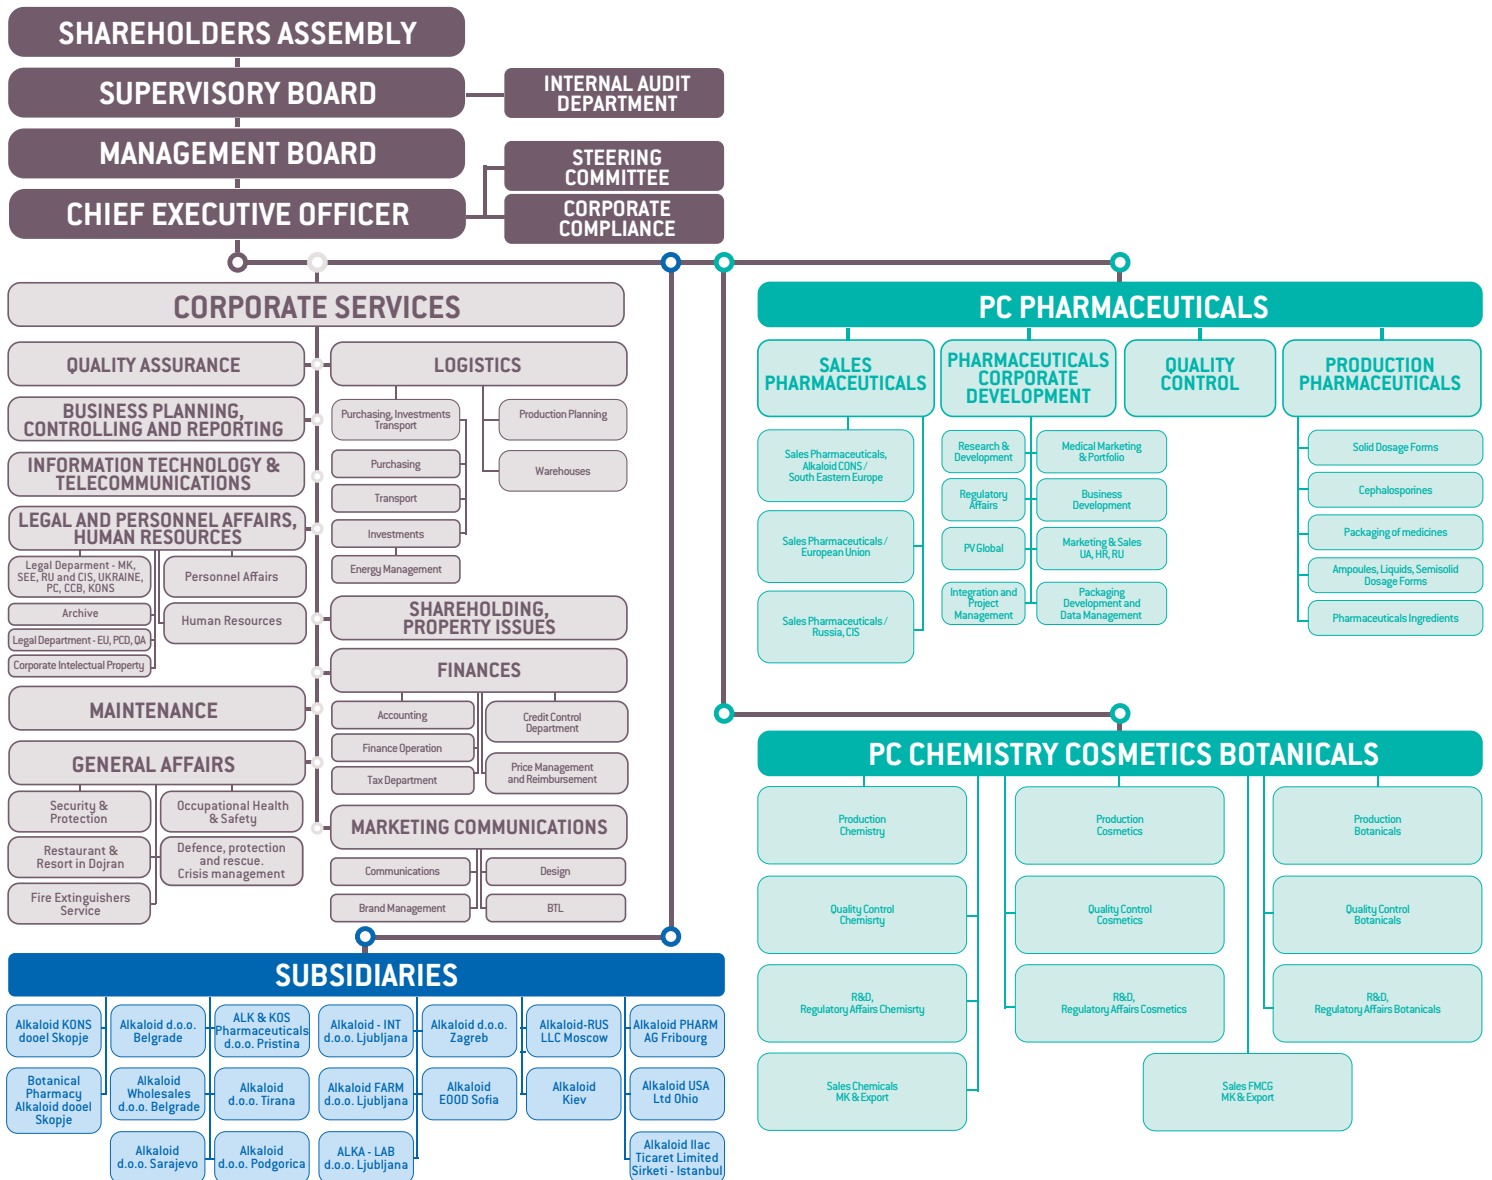 SHAREHOLDERS ASSEMBLY
SUPERVISORY BOARD
INTERNAL AUDIT
DEPARTMENT
MANAGEMENT BOARD
STEERING
COMMITTEE
CHIEF EXECUTIVE OFFICER
CORPORATE
COMPLIANCE
CORPORATE SERVICES
QUALITY ASSURANCE
BUSINESS PLANNING,
CONTROLLING AND REPORTING
INFORMATION TECHNOLOGY &
TELECOMMUNICATIONS
LEGAL AND PERSONNEL AFFAIRS,
HUMAN RESOURCES
Legal Deparment - MK,
SEE, RU and CIS, UKRAINE,
PC, CCB, KONS
Archive
Legal Department - EU, PCD, QA
Corporate Intelectual Property
Personnel Affairs
Human Resources
MAINTENANCE
GENERAL AFFAIRS
Security &
Protection
Restaurant &
Resort in Dojran
Fire Extinguishers
Service
Occupational Health
& Safety
Defence, protection
and rescue.
Crisis management
LOGISTICS
Purchasing, Investments
Transport
Purchasing
Transport
Investments
Energy Management
Production Planning
Warehouses
SHAREHOLDING,
PROPERTY ISSUES
FINANCES
Accounting
Finance Operation
Tax Department
Credit Control
Department
Price Management
and Reimbursement
MARKETING COMMUNICATIONS
Communications
Brand Management
Design
BTL
SUBSIDIARIES
Alkaloid KONS
dooel Skopje
Botanical
Pharmacy
Alkaloid dooel
Skopje
Alkaloid d.o.o.
Belgrade
Alkaloid
Wholesales
d.o.o. Belgrade
Alkaloid
d.o.o. Sarajevo
ALK & KOS
Pharmaceuticals
d.o.o. Pristina
Alkaloid
d.o.o. Tirana
Alkaloid
d.o.o. Podgorica
Alkaloid - INT
d.o.o. Ljubljana
Alkaloid FARM
d.o.o. Ljubljana
ALKA - LAB
d.o.o. Ljubljana
Alkaloid d.o.o.
Zagreb
Alkaloid
EOOD Sofia
Alkaloid-RUS
LLC Moscow
Alkaloid
Kiev
Alkaloid PHARM
AG Fribourg
Alkaloid USA
Ltd Ohio
Alkaloid Ilac
Ticaret Limited
Sirketi - Istanbul
PC PHARMACEUTICALS
SALES
PHARMACEUTICALS
Sales Pharmaceuticals,
Alkaloid CONS /
South Eastern Europe
Sales Pharmaceuticals /
European Union
Sales Pharmaceuticals /
Russia, CIS
PHARMACEUTICALS
CORPORATE
DEVELOPMENT
Research &
Development
Regulatory
Affairs
PV Global
Integration and
Project
Management
Medical Marketing
& Portfolio
Business
Development
Marketing & Sales
UA, HR, RU
Packaging
Development and
Data Management
QUALITY
CONTROL
PRODUCTION
PHARMACEUTICALS
Solid Dosage Forms
Cephalosporines
Packaging of medicines
Ampoules, Liquids, Semisolid
Dosage Forms
Pharmaceuticals Ingredients
PC CHEMISTRY COSMETICS BOTANICALS
Production
Chemistry
Quality Control
Chemisrty
R&D,
Regulatory Affairs Chemisrty
Sales Chemicals
MK & Export
Production
Cosmetics
Quality Control
Cosmetics
R&D,
Regulatory Affairs Cosmetics
Production
Botanicals
Quality Control
Botanicals
R&D,
Regulatory Affairs Botanicals
Sales FMCG
MK & Export